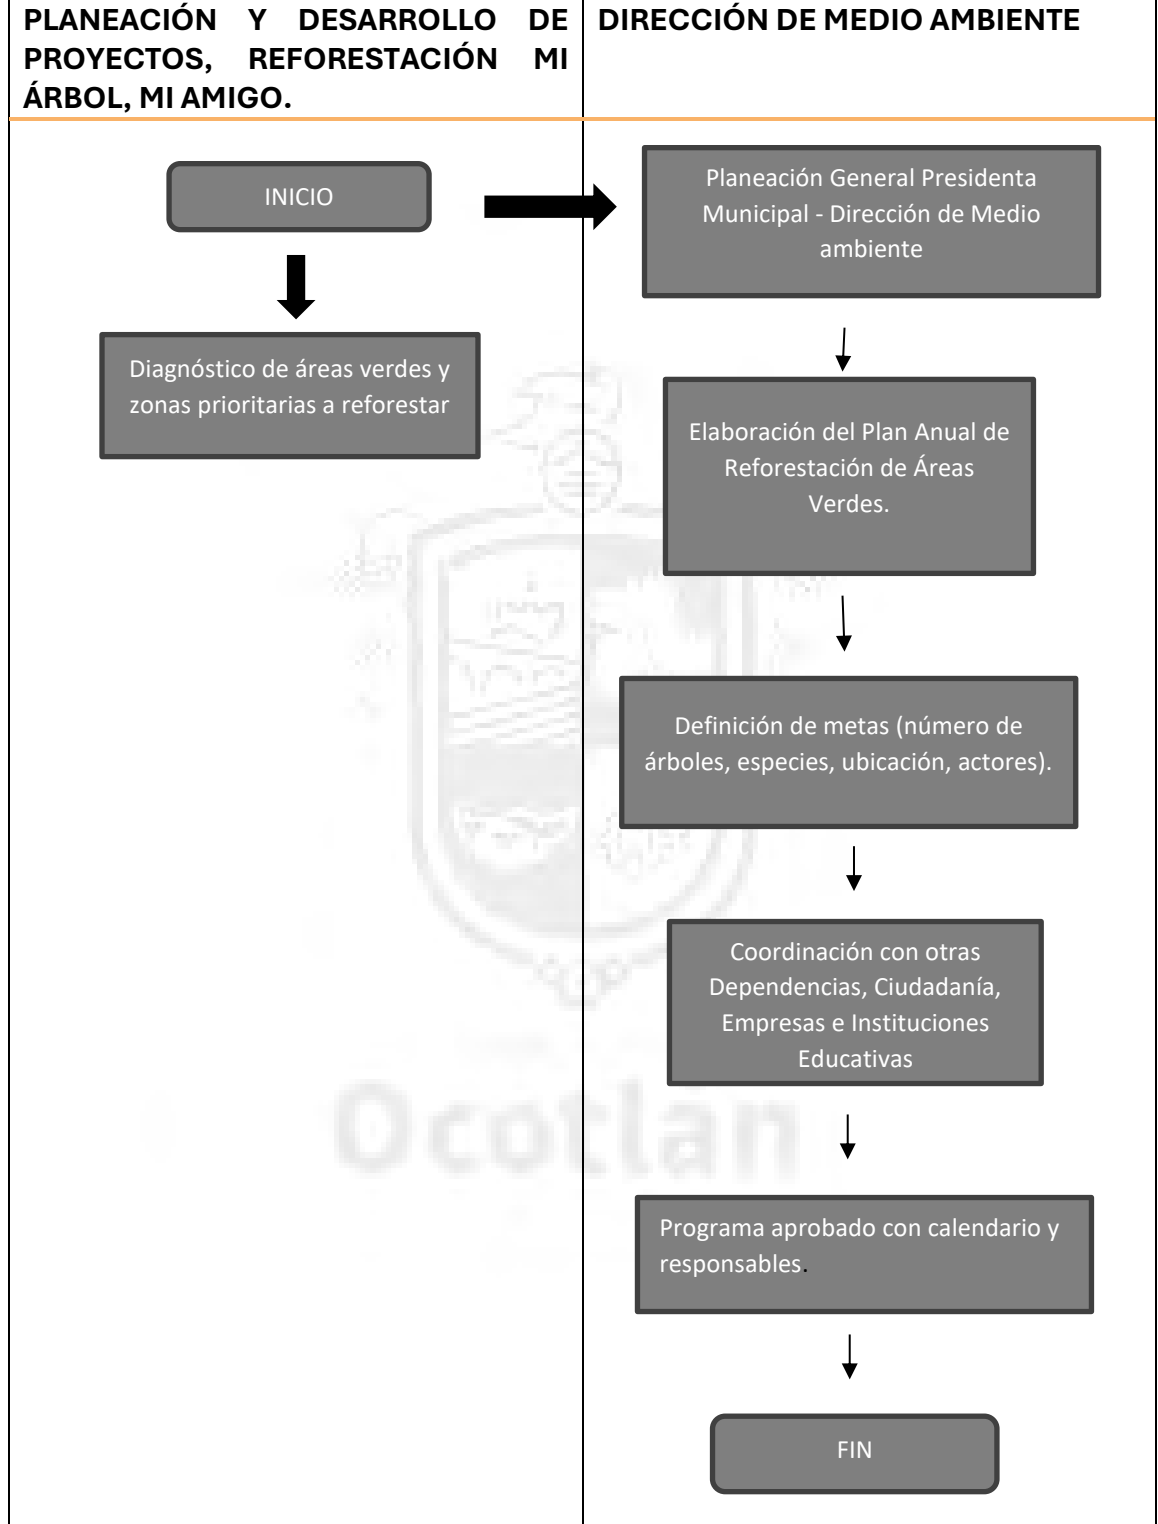 PLANEACIÓN Y DESARROLLO DE
PROYECTOS, REFORESTACIÓN MI
ÁRBOL, MI AMIGO.
DIRECCIÓN DE MEDIO AMBIENTE
INICIO
Diagnóstico de áreas verdes y
zonas prioritarias a reforestar
Planeación General Presidenta
Municipal - Dirección de Medio
ambiente
Elaboración del Plan Anual de
Reforestación de Áreas
Verdes.
Definición de metas (número de
árboles, especies, ubicación, actores).
Coordinación con otras
Dependencias, Ciudadanía,
Empresas e Instituciones
Educativas
Ocotlán
Programa aprobado con calendario y
responsables.
FIN